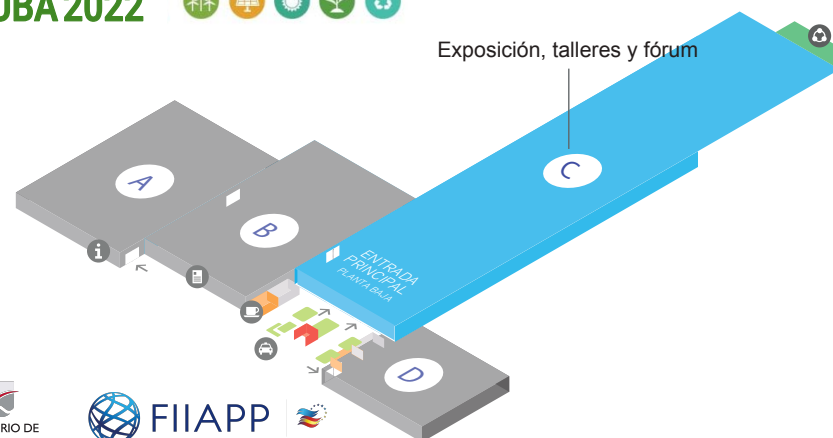 UBA 2022
Exposición, talleres y fórum
A
B
C
ENTRADA
PRINCIPAL
PLANTA BAJA
i
D
RIO DE
FIIAPP